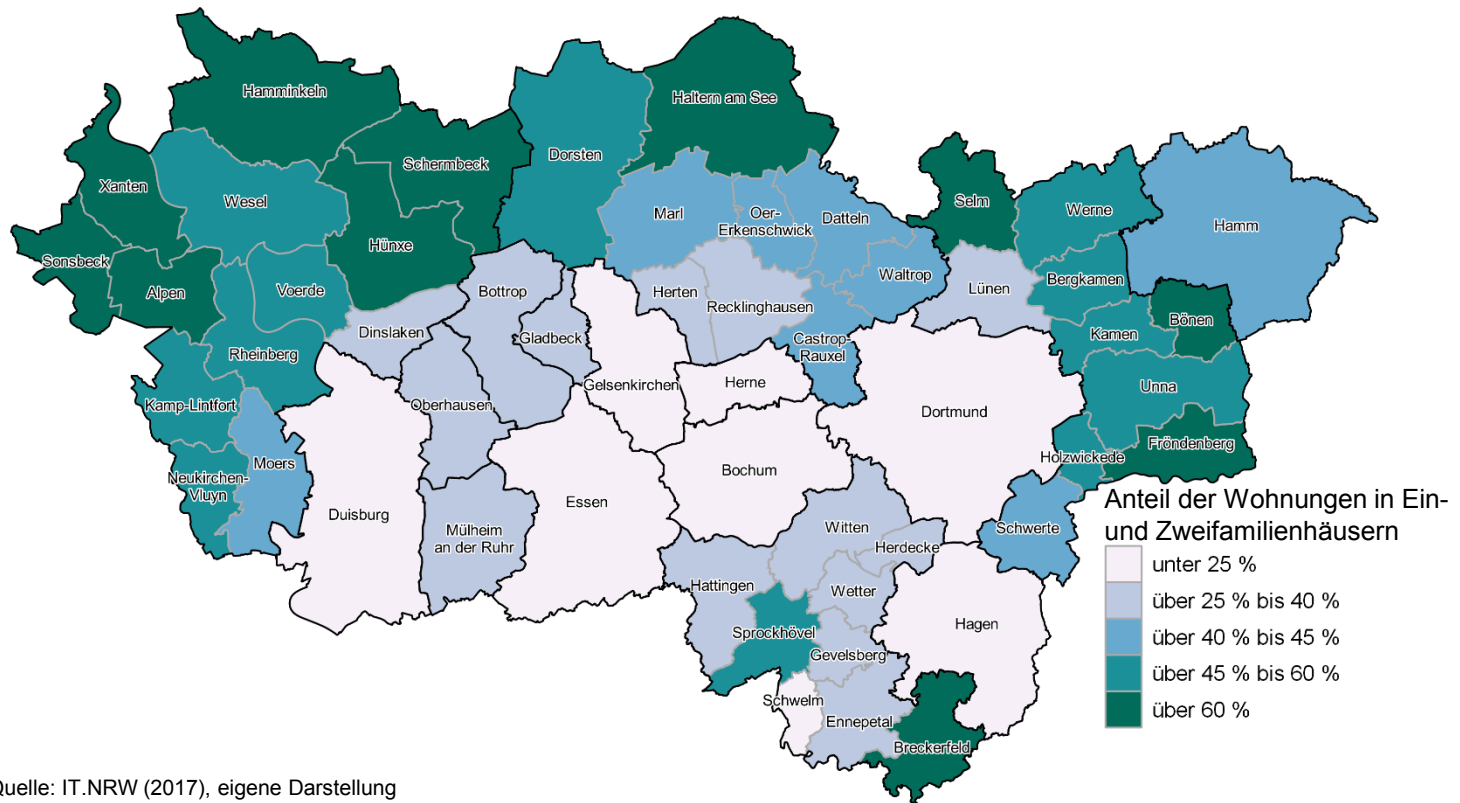 Hamminkeln
Haltern am See
Schermbeck
Dorsten
Xanten
Wesel
Selm
Werne
Marl
Oer-
Erkenschwick
Datteln
Hamm
Hünxe
Sonsbeck
Alpen
Voerde
Waltrop
Bergkamen
Bottrop
Herten
Recklinghausen
Lünen
Bönen
Dinslaken
Gladbeck
Castrop-
Rauxel
Kamen
Rheinberg
Gelsenkirchen
Herne
Unna
Kamp-Lintfort
Oberhausen
Dortmund
Fröndenberg
Holzwickede
Moers
Neukirchen-
Vluyn
Bochum
Essen
Duisburg
Mülheim
an der Ruhr
Witten
Schwerte
Herdecke
Hattingen
Wetter
Hagen
Sprockhövel
Gevelsberg
Schwelm
Ennepetal
Breckerfeld
Anteil der Wohnungen in Ein-
und Zweifamilienhäusern
unter 25 %
über 25 % bis 40 %
über 40 % bis 45 %
über 45 % bis 60 %
über 60 %
Quelle: IT.NRW (2017), eigene Darstellung